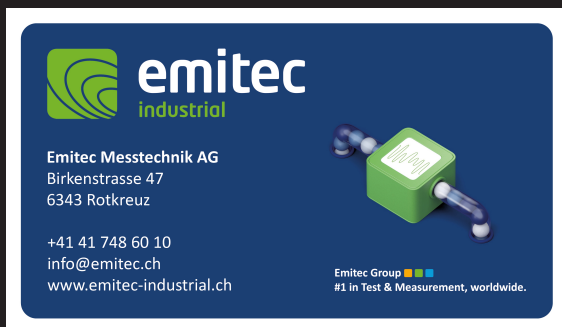 emitec
industrial
Emitec Messtechnik AG
Birkenstrasse 47
6343 Rotkreuz
+41 41 748 60 10
info@emitec.ch
www.emitec-industrial.ch
Emitec Group
#1 in Test & Measurement, worldwide.